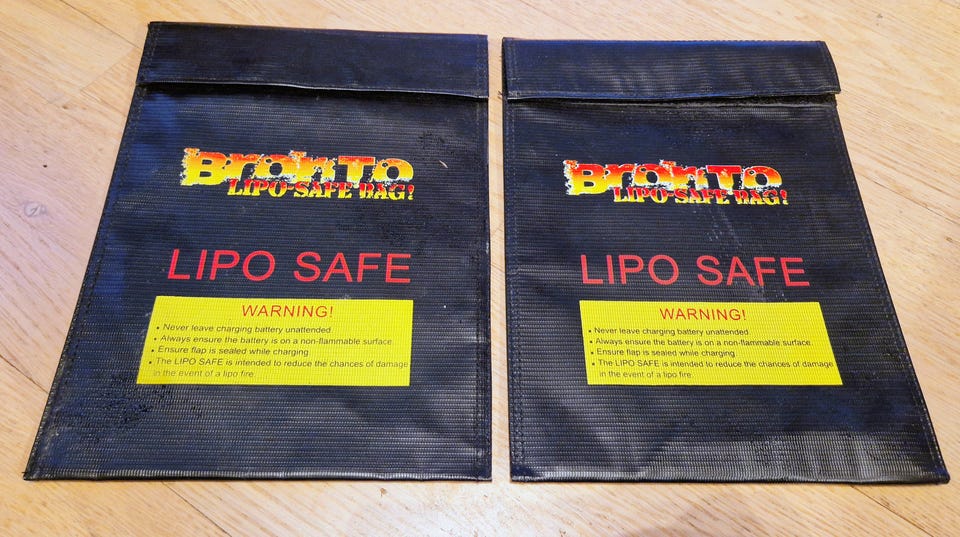 BronTo
LIPO-SAFE BAG!
LIPO SAFE
WARNING!
• Never leave charging battery unattended.
• Always ensure the battery is on a non-flammable surface.
• Ensure flap is sealed while charging
• The LIPO SAFE is intended to reduce the chances of damage
in the event of a lipo fire.
BronTo
LIPO-SAFE BAG!
LIPO SAFE
WARNING!
• Never leave charging battery unattended.
• Always ensure the battery is on a non-flammable surface.
• Ensure flap is sealed while charging
• The LIPO SAFE is intended to reduce the chances of damage
in the event of a lipo fire.